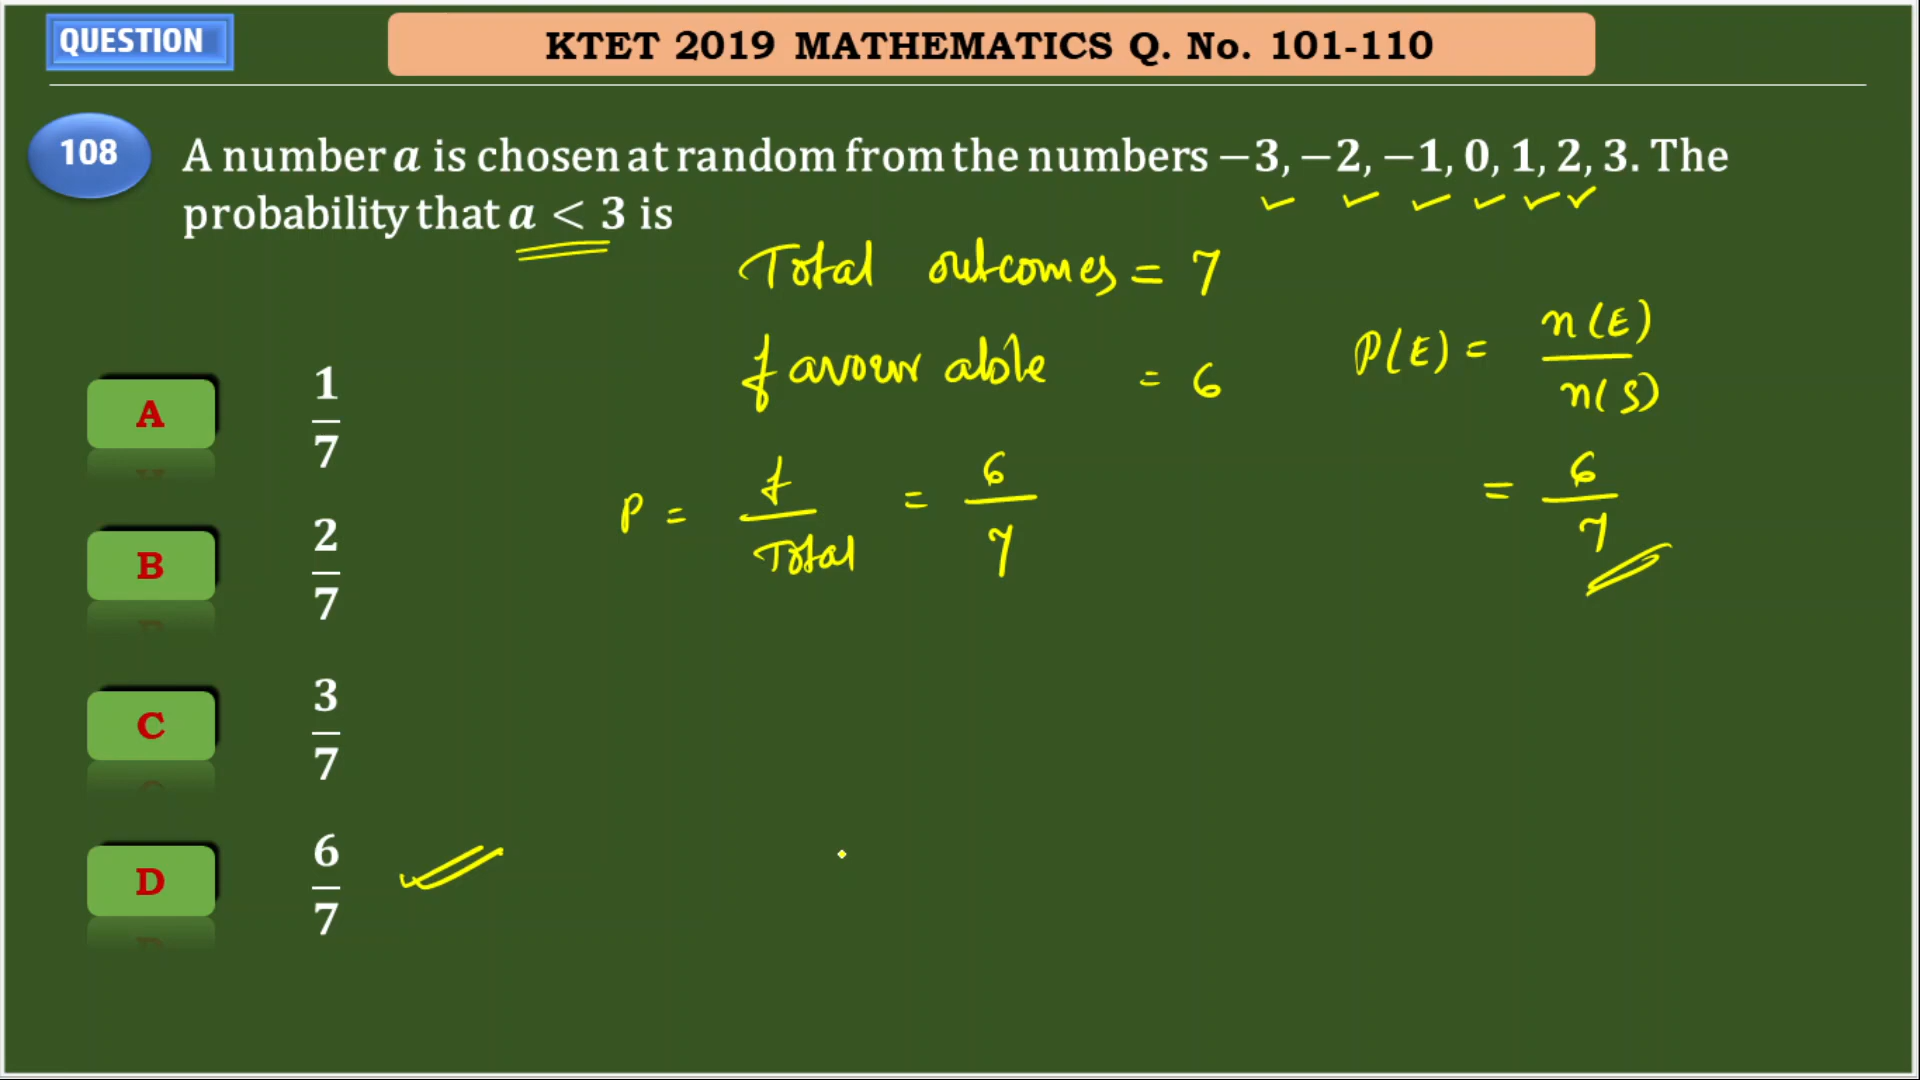 QUESTION
KTET 2019 MATHEMATICS Q. No. 101-110
108
A number a is chosen at random from the numbers −3, −2, −1, 0, 1, 2, 3. The
probability that a < 3 is
Total outcomes = 7
favourable = 6
P(E) = n(E)/n(S)
P = f/Total = 6/7
= 6/7
A 1/7
B 2/7
C 3/7
D 6/7